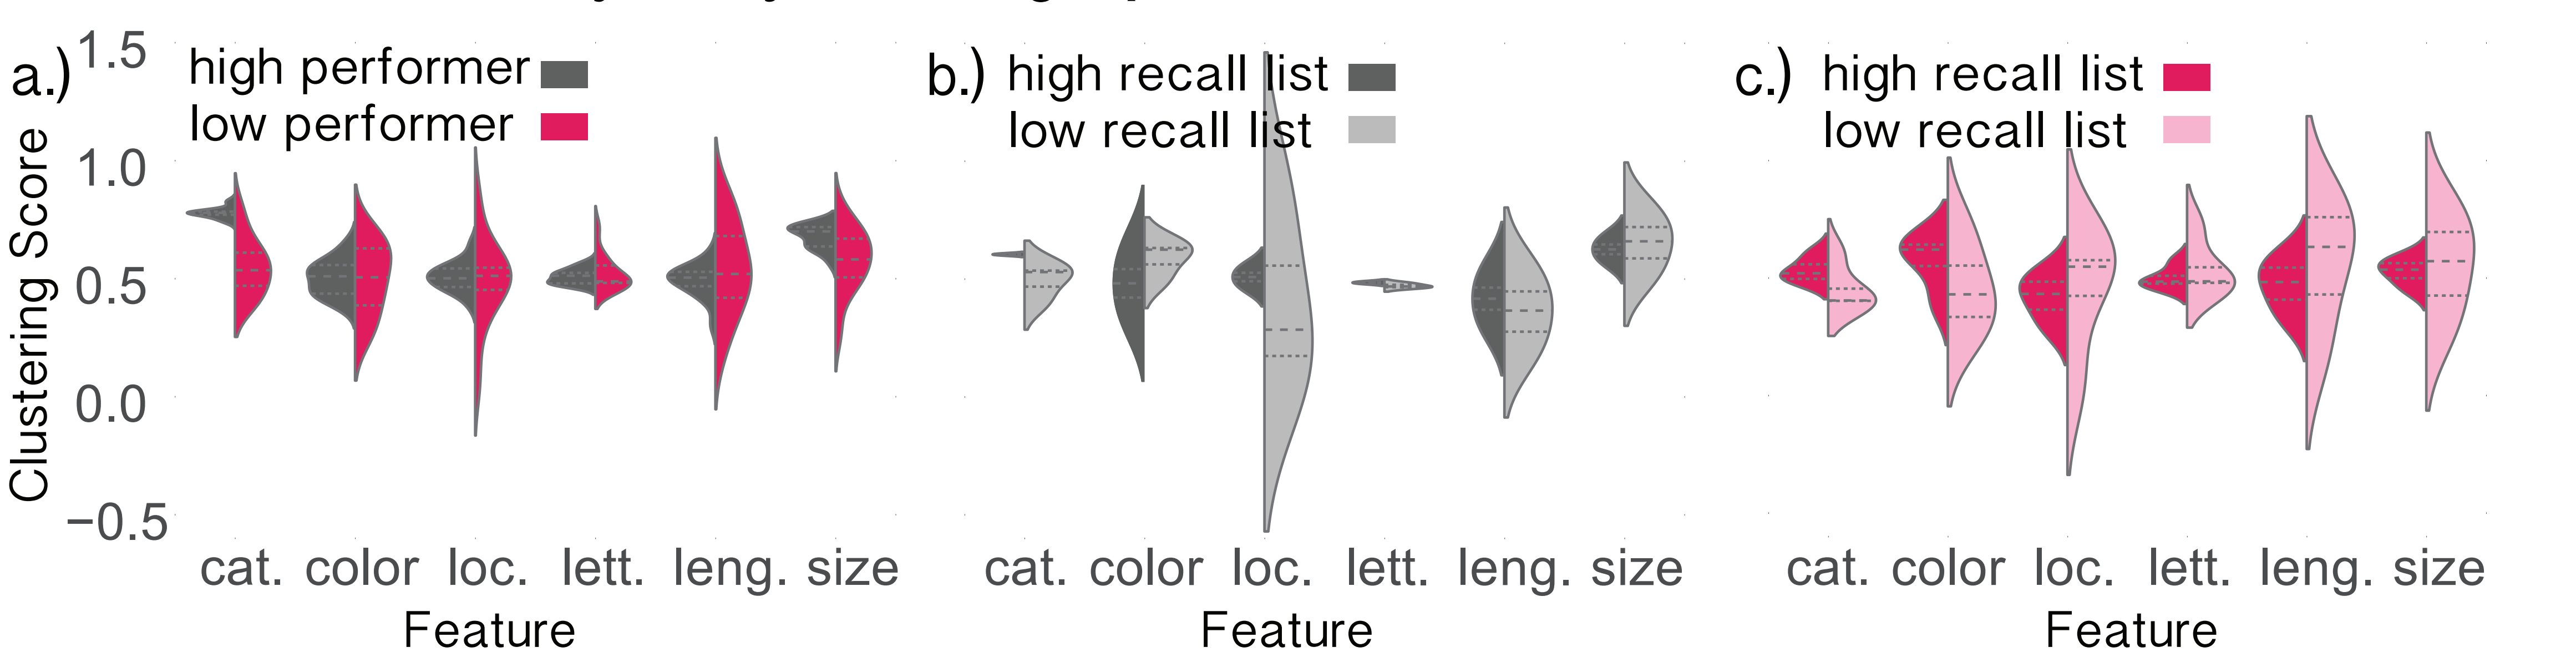 a.)
high performer
low performer
b.)
high recall list
low recall list
c.)
high recall list
low recall list
Clustering Score
1.5
1.0
0.5
0.0
−0.5
cat. color loc. lett. leng. size
cat. color loc. lett. leng. size
cat. color loc. lett. leng. size
Feature
Feature
Feature